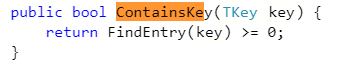 public bool ContainsKey(TKey key) {
    return FindEntry(key) >= 0;
}